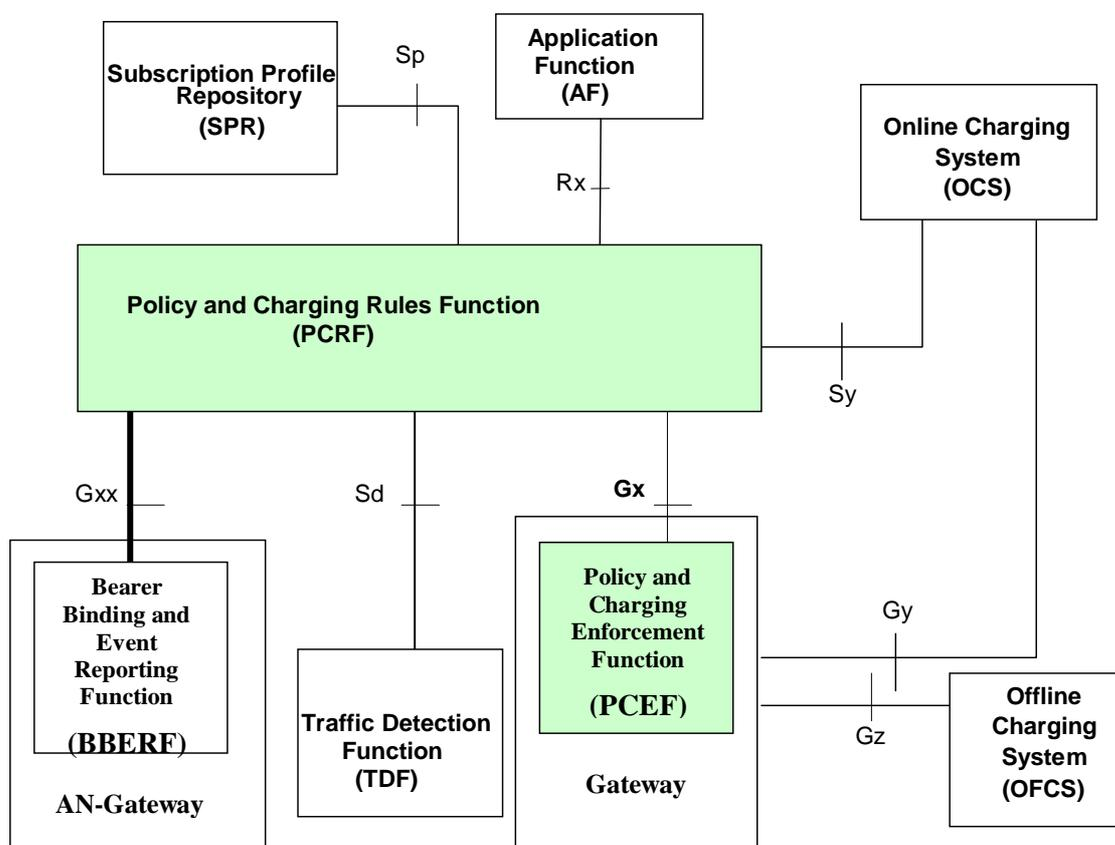 Subscription Profile
Repository
(SPR)
Sp
Application
Function
(AF)
Rx
Online Charging
System
(OCS)
Policy and Charging Rules Function
(PCRF)
Sy
Gxx
Sd
Gx
Bearer
Binding and
Event
Reporting
Function
(BBERF)
AN-Gateway
Traffic Detection
Function
(TDF)
Policy and
Charging
Enforcement
Function
(PCEF)
Gateway
Gy
Gz
Offline
Charging
System
(OFCS)